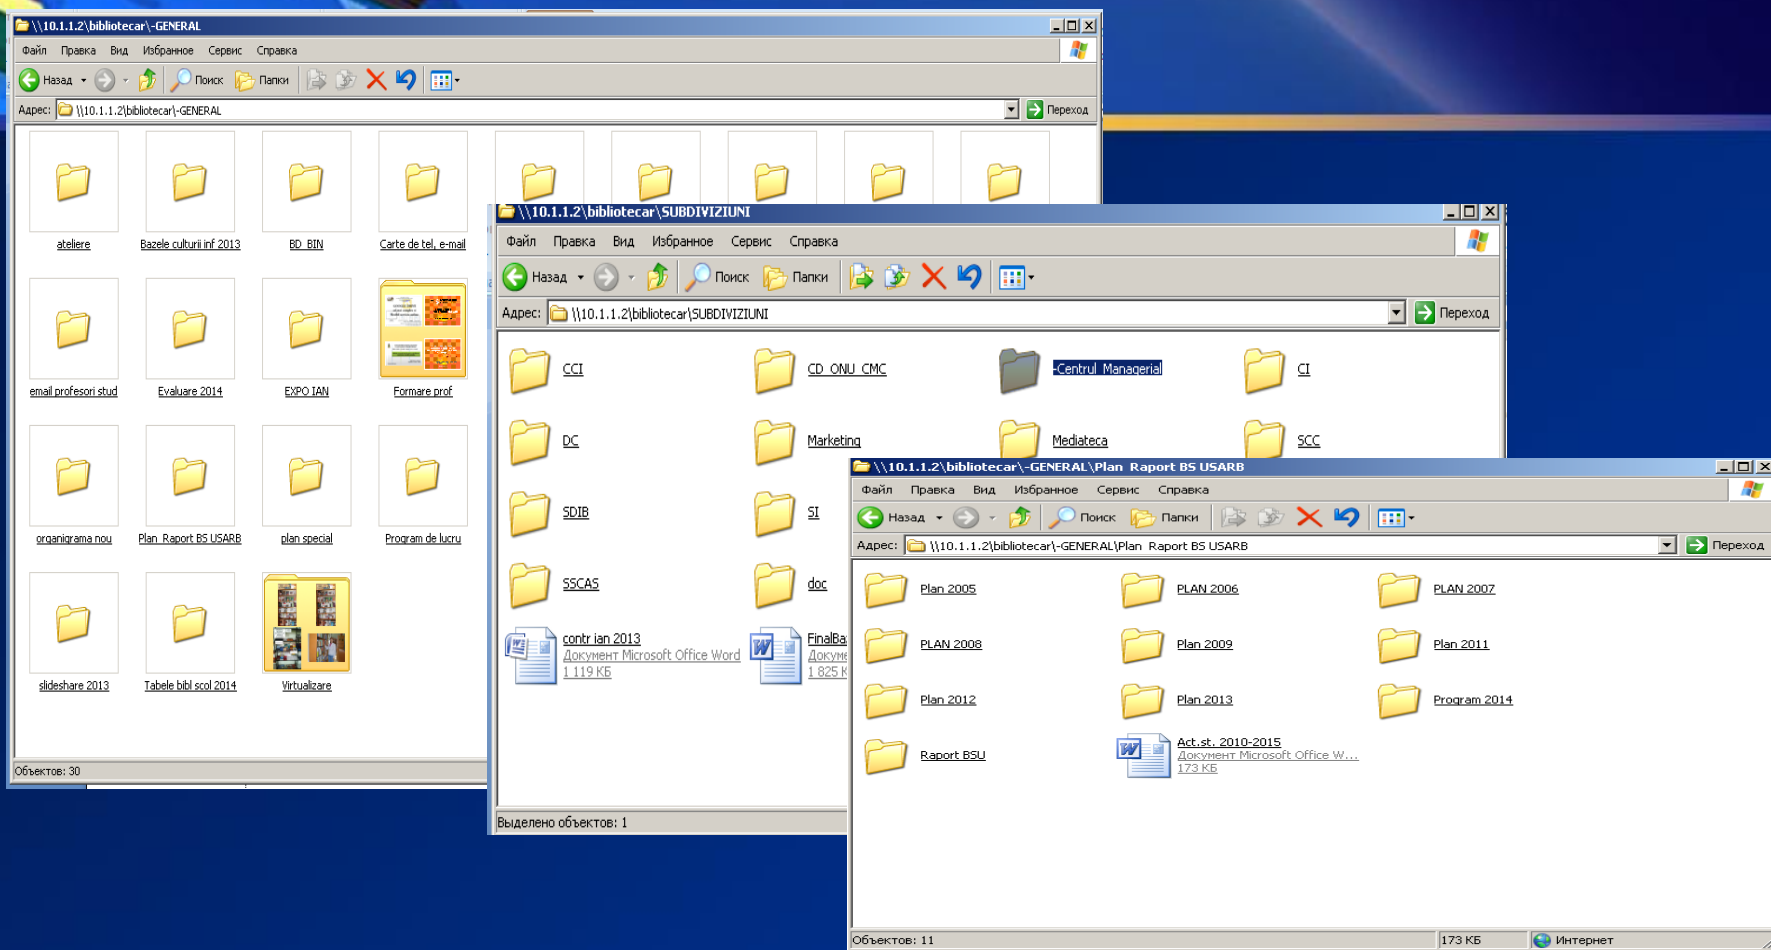 \\10.1.1.2\bibliotecar\-GENERAL
Файл Правка Вид Избранное Сервис Справка
Назад Поиск Папки
Адрес: \\10.1.1.2\bibliotecar\-GENERAL Переход
ateliere Bazele culturii inf 2013 BD_BIN Carte de tel, e-mail
email profesori stud Evaluare 2014 EXPO IAN Formare prof
organigrama nou Plan_Raport BS USARB plan special Program de lucru
slideshare 2013 Tabele bibl scol 2014 Virtualizare
Объектов: 30
\\10.1.1.2\bibliotecar\SUBDIVIZIUNI
Файл Правка Вид Избранное Сервис Справка
Назад Поиск Папки
Адрес: \\10.1.1.2\bibliotecar\SUBDIVIZIUNI Переход
CCI CD_ONU_CMC -Centrul_Managerial CI
DC Marketing Mediateca SCC
SDIB SI
SSCAS doc
contr ian 2013
Документ Microsoft Office Word
1 119 КБ
FinalBa
Докуме
1 825 К
Выделено объектов: 1
\\10.1.1.2\bibliotecar\-GENERAL\Plan_Raport BS USARB
Файл Правка Вид Избранное Сервис Справка
Назад Поиск Папки
Адрес: \\10.1.1.2\bibliotecar\-GENERAL\Plan_Raport BS USARB Переход
Plan 2005 PLAN 2006 PLAN 2007
PLAN 2008 Plan 2009 Plan 2011
Plan 2012 Plan 2013 Program 2014
Raport BSU
Act.st. 2010-2015
Документ Microsoft Office W...
173 КБ
Объектов: 11 173 КБ Интернет